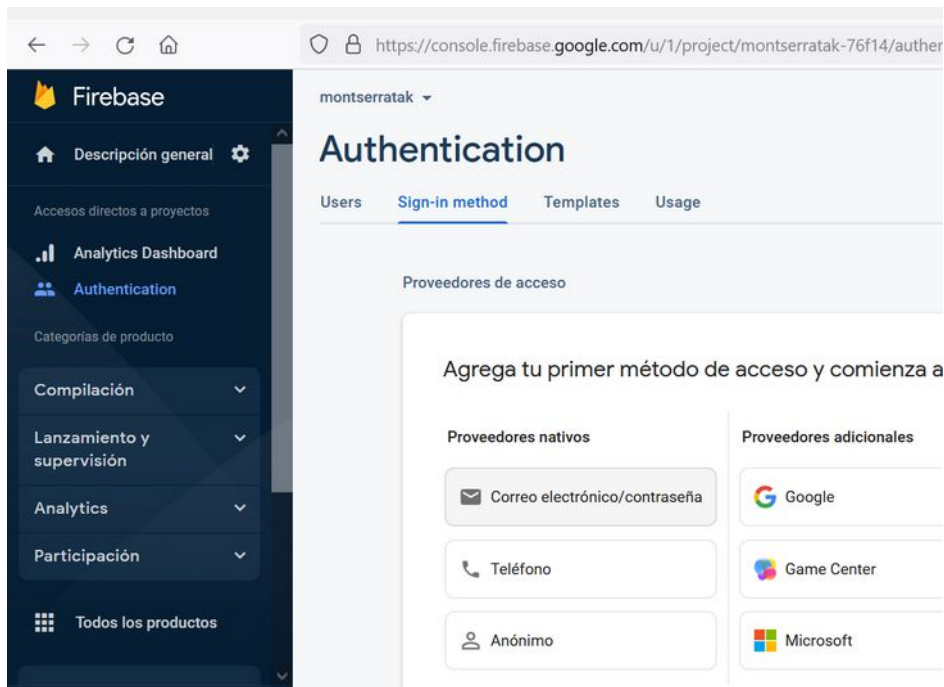 https://console.firebase.google.com/u/1/project/montserratak-76f14/auther
Firebase
Descripción general
Accesos directos a proyectos
Analytics Dashboard
Authentication
Categorías de producto
Compilación
Lanzamiento y
supervisión
Analytics
Participación
Todos los productos
montserratak
Authentication
Users Sign-in method Templates Usage
Proveedores de acceso
Agrega tu primer método de acceso y comienza a
Proveedores nativos
Correo electrónico/contraseña
Teléfono
Anónimo
Proveedores adicionales
Google
Game Center
Microsoft